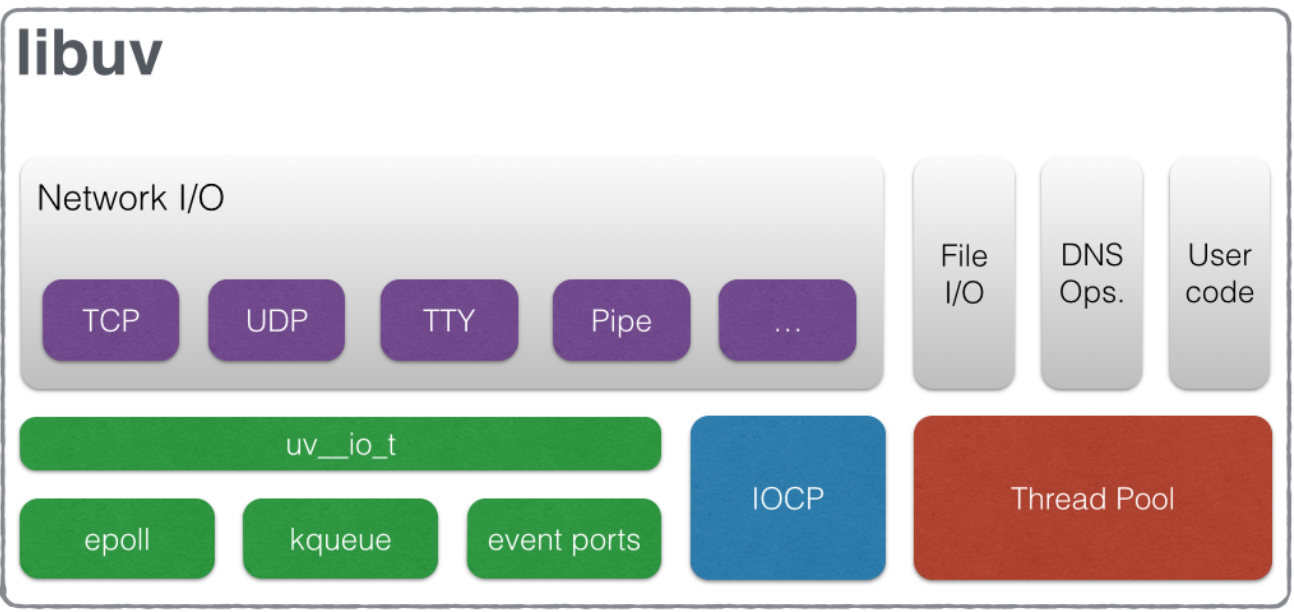 libuv
Network I/O
TCP
UDP
TTY
Pipe
...
File
I/O
DNS
Ops.
User
code
uv__io_t
epoll
kqueue
event ports
IOCP
Thread Pool